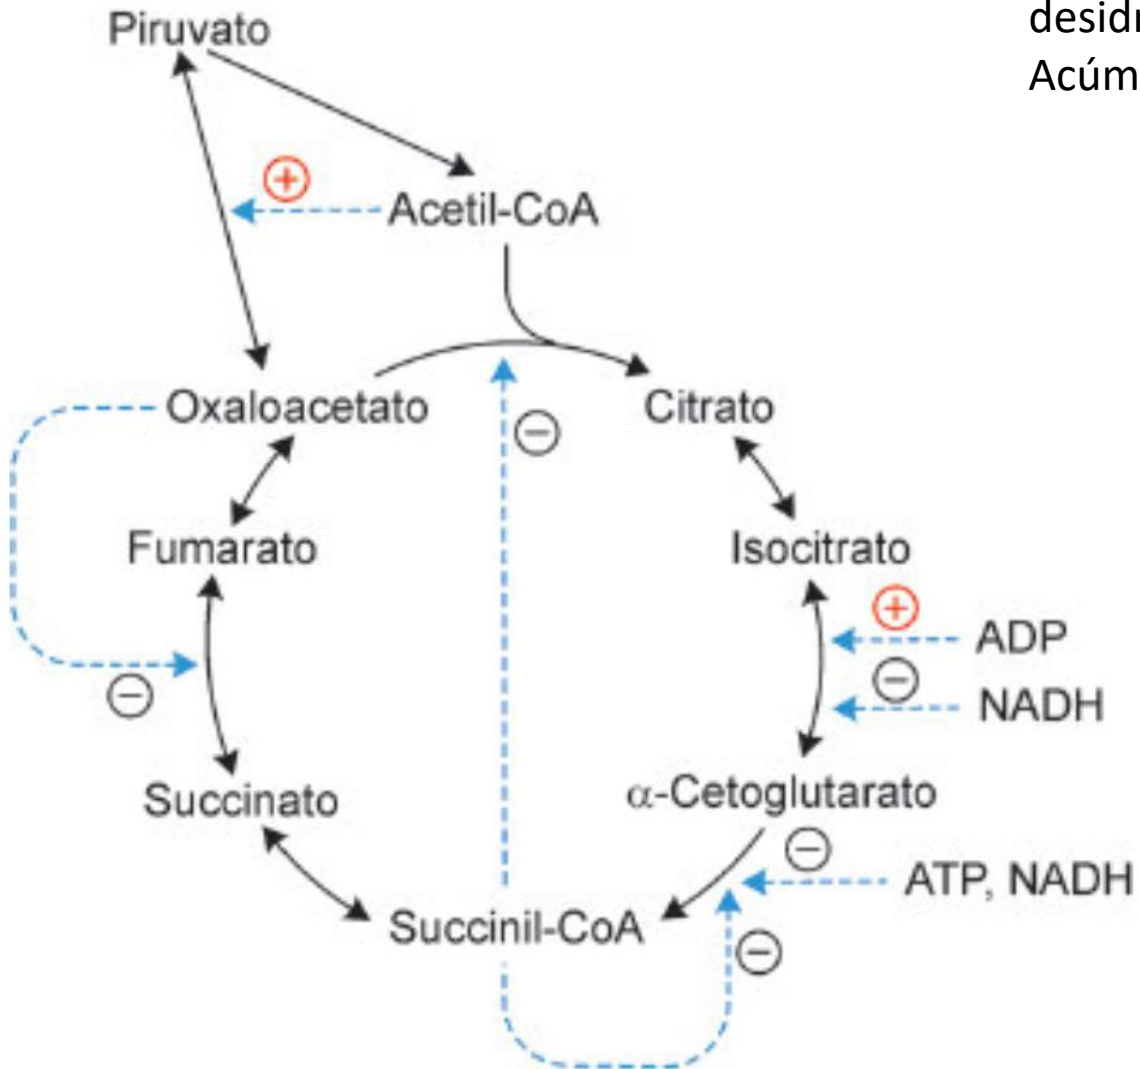 Piruvato
Acetil-CoA
Oxaloacetato
Citrato
Fumarato
Isocitrato
ADP
NADH
Succinato
α-Cetoglutarato
ATP, NADH
Succinil-CoA